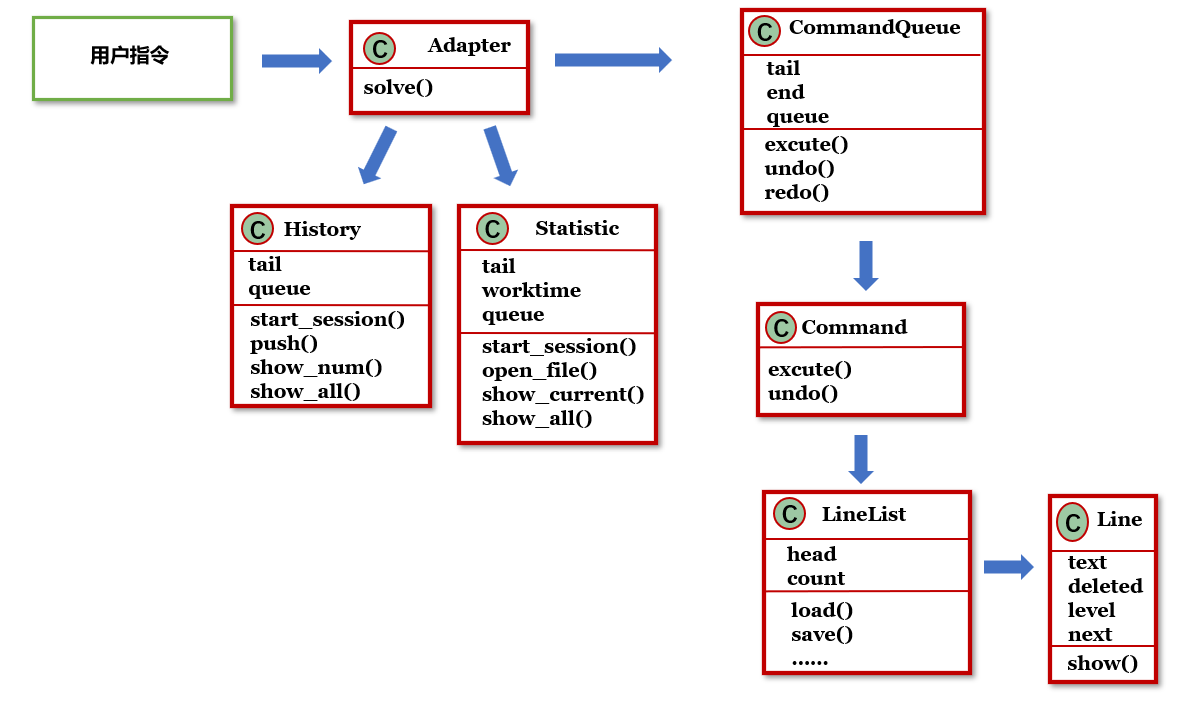 用户指令
C Adapter
solve()
C CommandQueue
tail
end
queue
excute()
undo()
redo()
C History
tail
queue
start_session()
push()
show_num()
show_all()
C Statistic
tail
worktime
queue
start_session()
open_file()
show_current()
show_all()
C Command
excute()
undo()
C LineList
head
count
load()
save()
......
C Line
text
deleted
level
next
show()